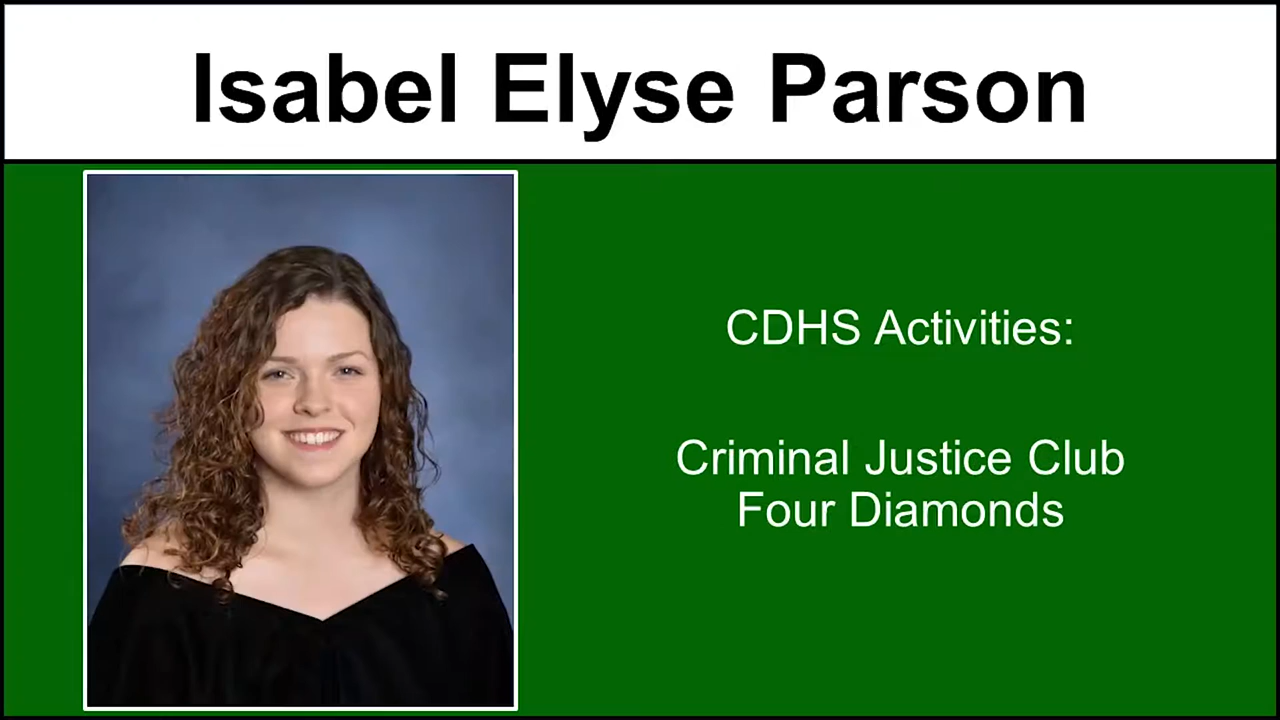 Isabel Elyse Parson
CDHS Activities:
Criminal Justice Club
Four Diamonds